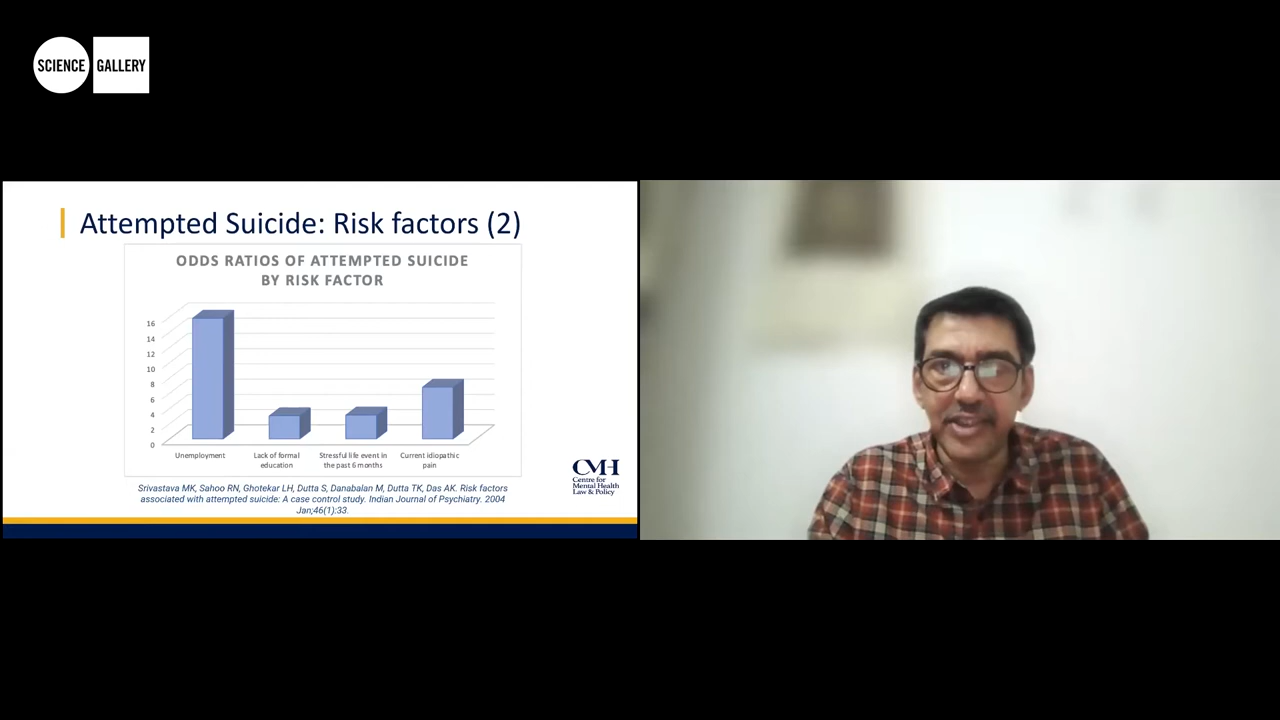 SCIENCE GALLERY
Attempted Suicide: Risk factors (2)
ODDS RATIOS OF ATTEMPTED SUICIDE
BY RISK FACTOR
16
14
12
10
8
6
4
2
0
Unemployment
Lack of formal
education
Stressful life event in
the past 6 months
Current idiopathic
pain
CMH
Centre for
Mental Health
Law & Policy
Srivastava MK, Sahoo RN, Ghotekar LH, Dutta S, Danabalan M, Dutta TK, Das AK. Risk factors
associated with attempted suicide: A case control study. Indian Journal of Psychiatry. 2004
Jan;46(1):33.